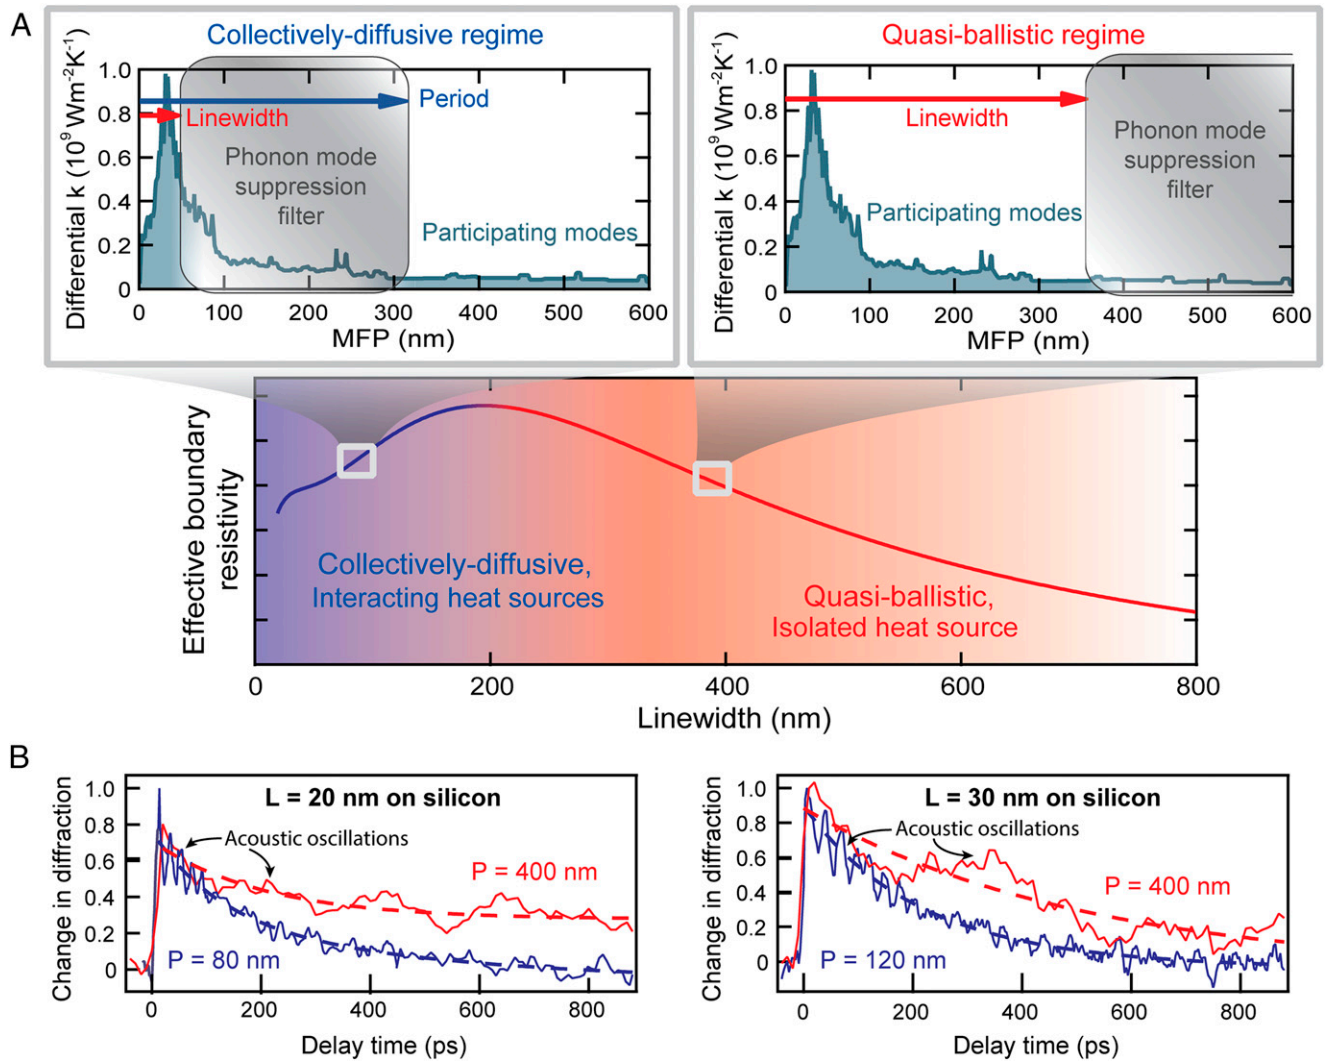 A
Collectively-diffusive regime
Differential k (10⁹ Wm⁻²K⁻¹)
1.0
0.8
0.6
0.4
0.2
0
Period
Linewidth
Phonon mode
suppression
filter
Participating modes
0 100 200 300 400 500 600
MFP (nm)
Quasi-ballistic regime
Differential k (10⁹ Wm⁻²K⁻¹)
1.0
0.8
0.6
0.4
0.2
0
Linewidth
Phonon mode
suppression
filter
Participating modes
0 100 200 300 400 500 600
MFP (nm)
Effective boundary
resistivity
Collectively-diffusive,
Interacting heat sources
Quasi-ballistic,
Isolated heat source
0 200 400 600 800
Linewidth (nm)
B
Change in diffraction
1.0
0.8
0.6
0.4
0.2
0
L = 20 nm on silicon
Acoustic oscillations
P = 400 nm
P = 80 nm
0 200 400 600 800
Delay time (ps)
Change in diffraction
1.0
0.8
0.6
0.4
0.2
0
L = 30 nm on silicon
Acoustic oscillations
P = 400 nm
P = 120 nm
0 200 400 600 800
Delay time (ps)